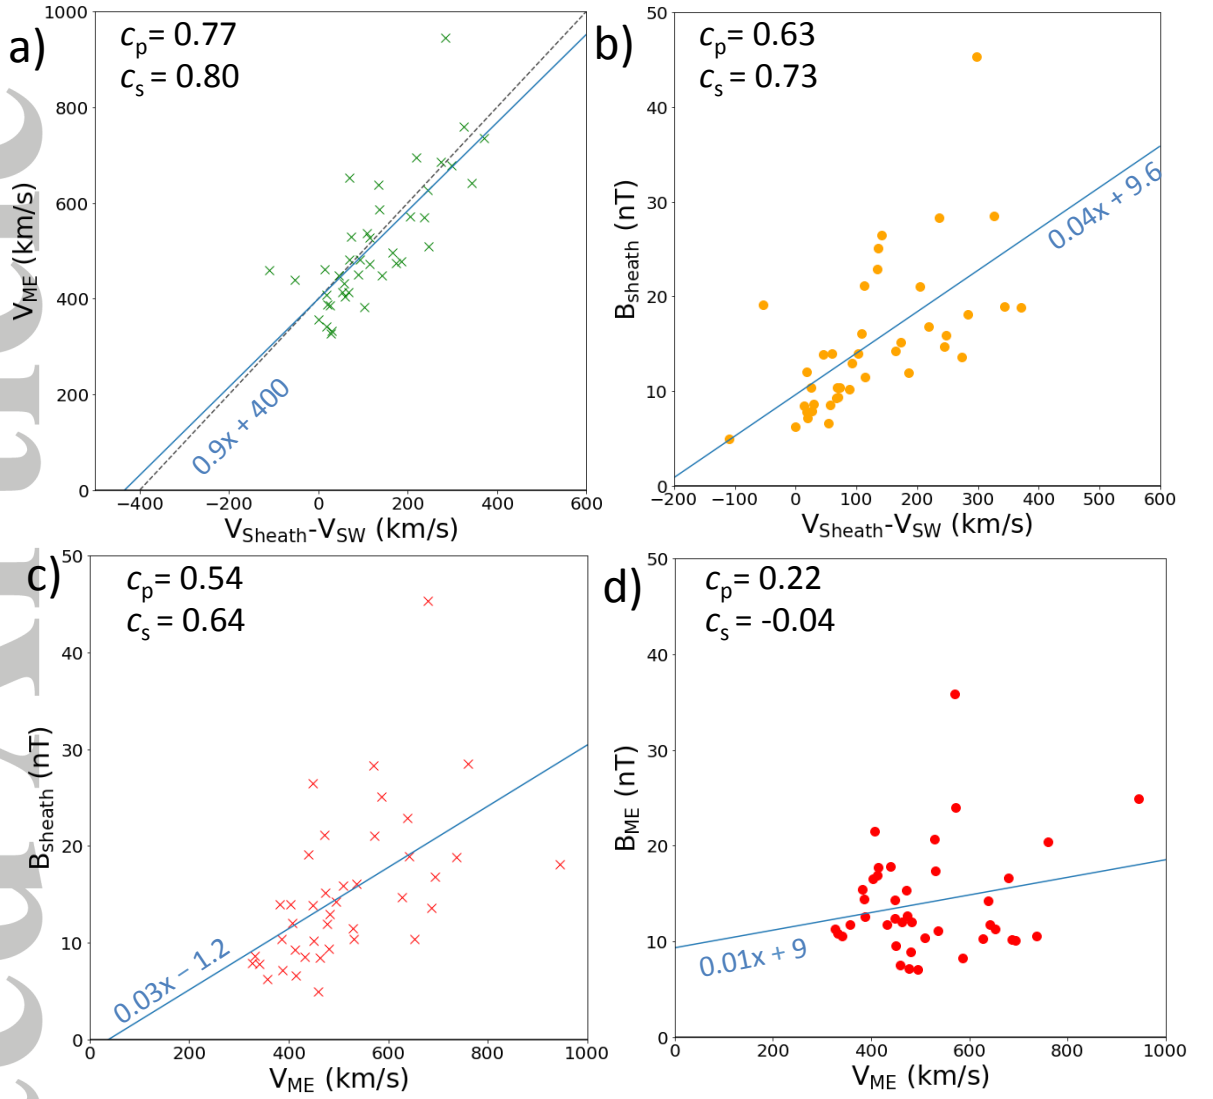 a)
c_p = 0.77
c_s = 0.80
1000
800
600
400
200
0
V_ME (km/s)
0.9x + 400
−400
−200
0
200
400
600
V_Sheath-V_SW (km/s)
b)
c_p = 0.63
c_s = 0.73
50
40
30
20
10
0
B_sheath (nT)
0.04x + 9.6
−200
−100
0
100
200
300
400
500
600
V_Sheath-V_SW (km/s)
c)
c_p = 0.54
c_s = 0.64
50
40
30
20
10
0
B_sheath (nT)
0.03x − 1.2
0
200
400
600
800
1000
V_ME (km/s)
d)
c_p = 0.22
c_s = -0.04
50
40
30
20
10
0
B_ME (nT)
0.01x + 9
0
200
400
600
800
1000
V_ME (km/s)